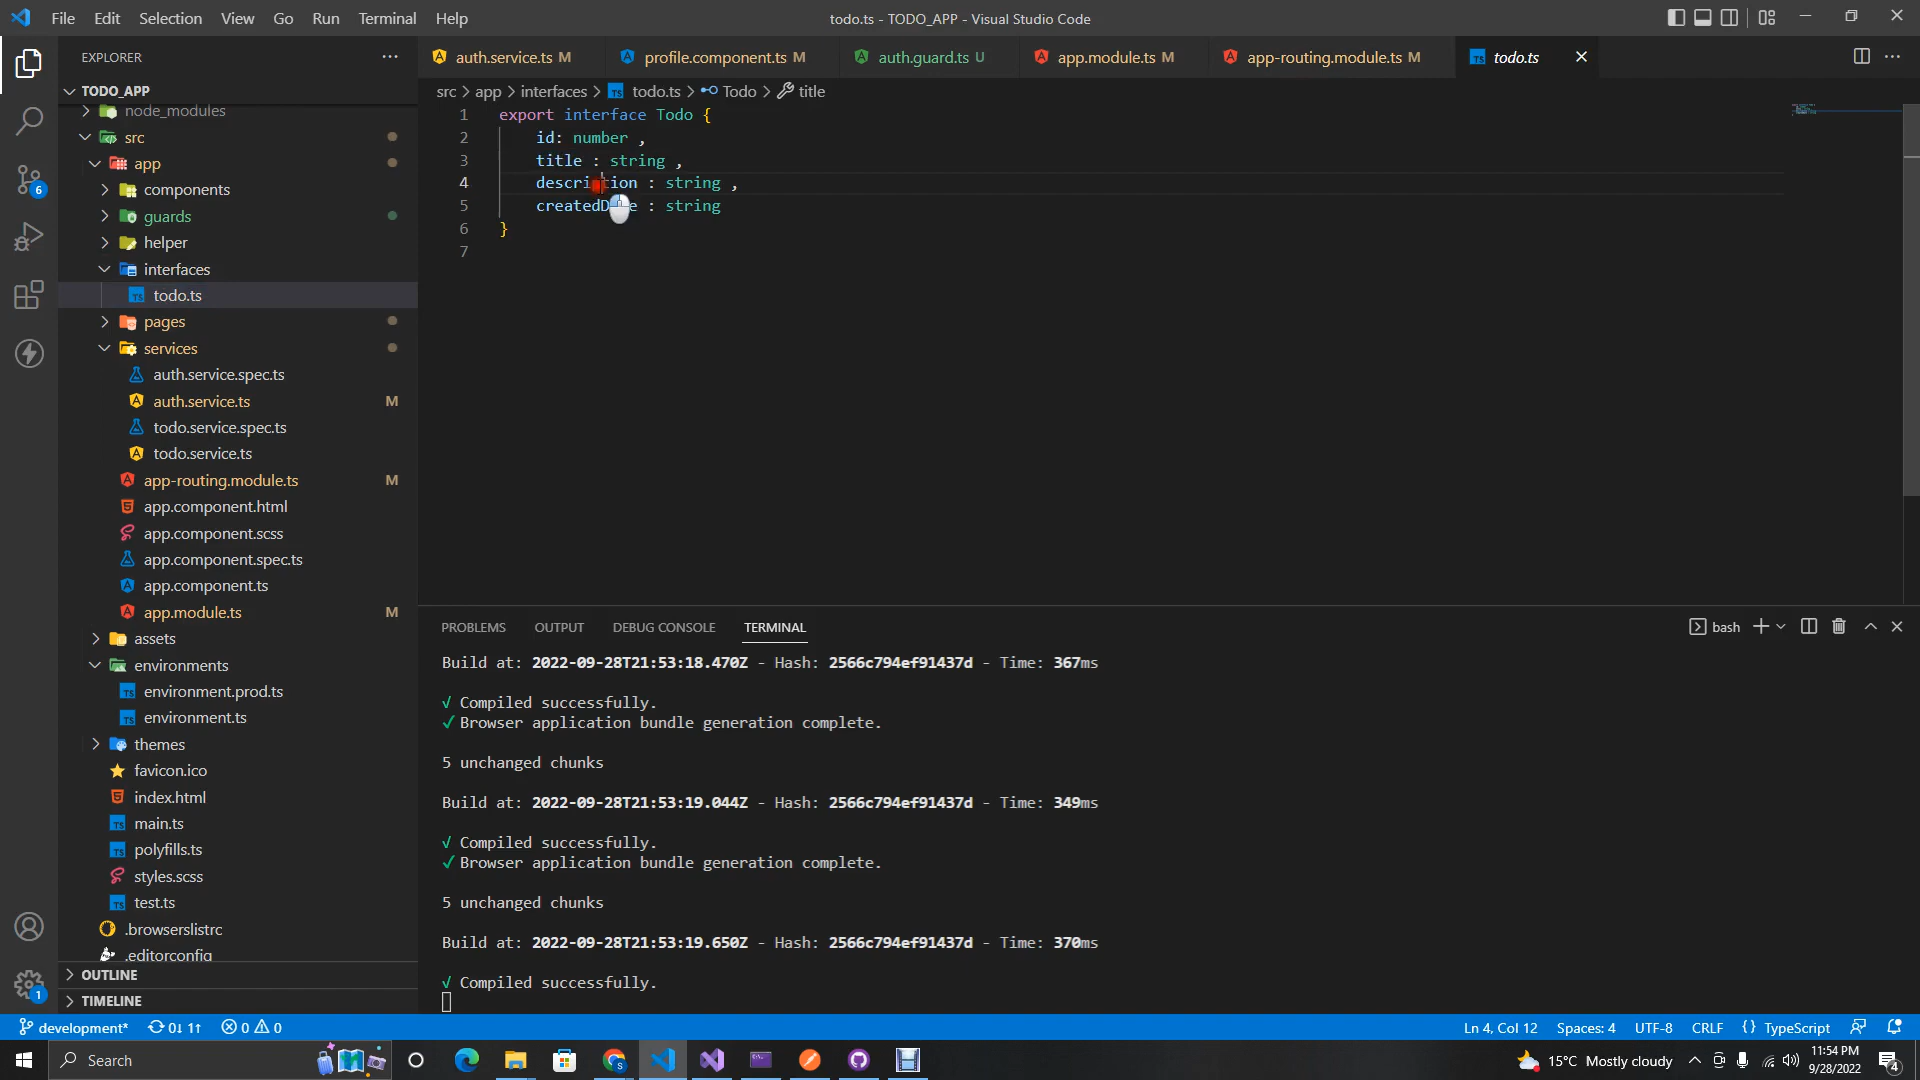 File Edit Selection View Go Run Terminal Help
todo.ts - TODO_APP - Visual Studio Code
EXPLORER
auth.service.ts M
profile.component.ts M
auth.guard.ts U
app.module.ts M
app-routing.module.ts M
todo.ts
TODO_APP
node_modules
src
app
components
guards
helper
interfaces
todo.ts
pages
services
auth.service.spec.ts
auth.service.ts M
todo.service.spec.ts
todo.service.ts
app-routing.module.ts M
app.component.html
app.component.scss
app.component.spec.ts
app.component.ts
app.module.ts M
assets
environments
environment.prod.ts
environment.ts
themes
favicon.ico
index.html
main.ts
polyfills.ts
styles.scss
test.ts
.browserslistrc
.editorconfig
OUTLINE
TIMELINE
6
1
src > app > interfaces > TS todo.ts > Todo > title
1 export interface Todo {
2 id: number ,
3 title : string ,
4 description : string ,
5 : string
6 }
7
PROBLEMS OUTPUT DEBUG CONSOLE TERMINAL
bash
Build at: 2022-09-28T21:53:18.470Z - Hash: 2566c794ef91437d - Time: 367ms
√ Compiled successfully.
✓ Browser application bundle generation complete.
5 unchanged chunks
Build at: 2022-09-28T21:53:19.044Z - Hash: 2566c794ef91437d - Time: 349ms
√ Compiled successfully.
✓ Browser application bundle generation complete.
5 unchanged chunks
Build at: 2022-09-28T21:53:19.650Z - Hash: 2566c794ef91437d - Time: 370ms
√ Compiled successfully.
development* 0↓ 1↑ 0 0
Ln 4, Col 12 Spaces: 4 UTF-8 CRLF {} TypeScript
Search
15°C Mostly cloudy
11:54 PM
9/28/2022
4